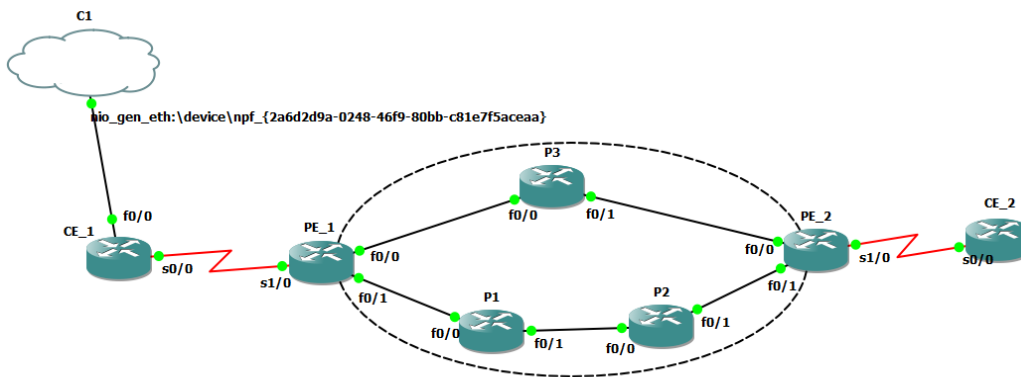 C1
nio_gen_eth:\device\npf_{2a6d2d9a-0248-46f9-80bb-c81e7f5aceaa}
P3
f0/0
f0/1
f0/0
CE_1
s0/0
PE_1
f0/0
s1/0
f0/1
PE_2
f0/0
s1/0
f0/1
CE_2
s0/0
P1
f0/0
f0/1
P2
f0/0
f0/1